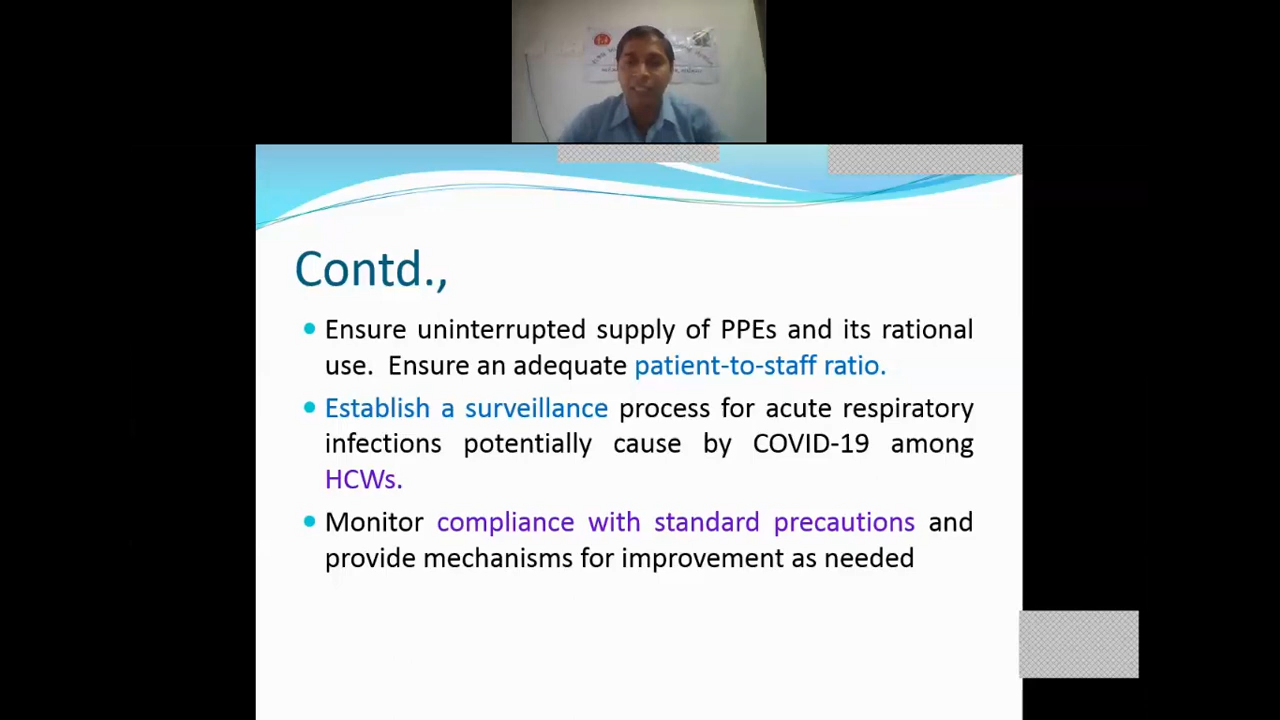 Contd.,
Ensure uninterrupted supply of PPEs and its rational
use. Ensure an adequate patient-to-staff ratio.
Establish a surveillance process for acute respiratory
infections potentially cause by COVID-19 among
HCWs.
Monitor compliance with standard precautions and
provide mechanisms for improvement as needed